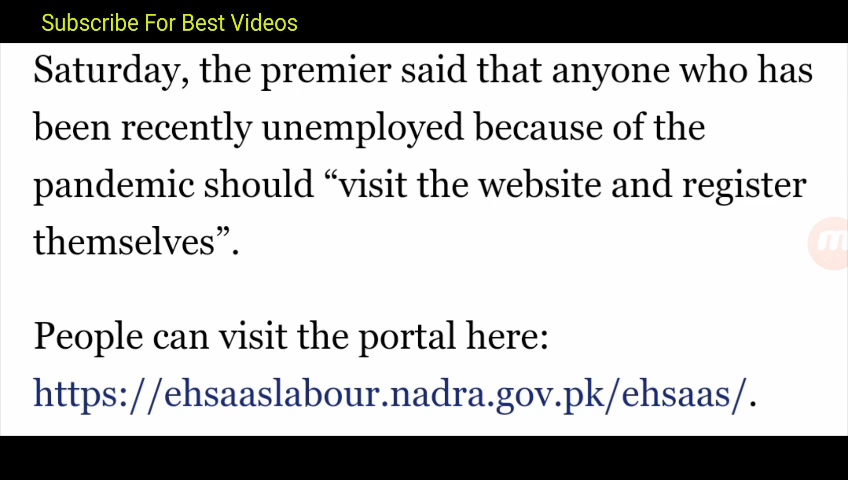 Subscribe For Best Videos
Saturday, the premier said that anyone who has
been recently unemployed because of the
pandemic should “visit the website and register
themselves”.
People can visit the portal here:
https://ehsaaslabour.nadra.gov.pk/ehsaas/.